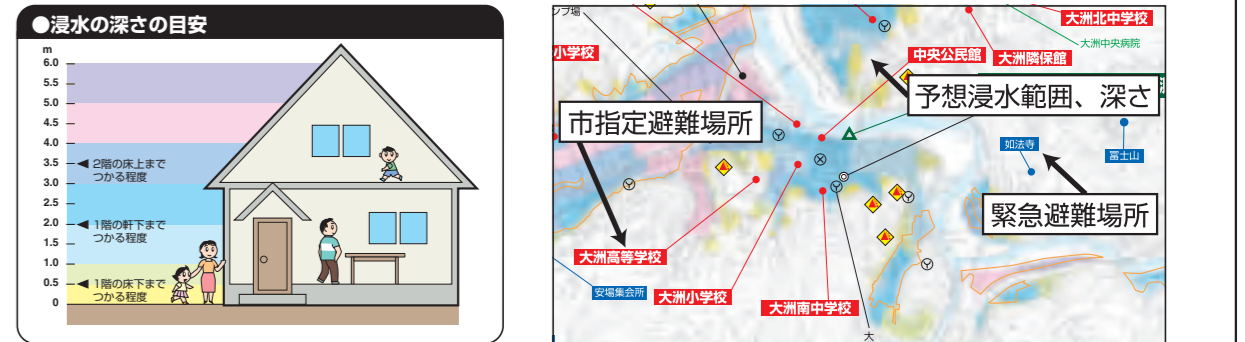 ●浸水の深さの目安
m
6.0
5.5
5.0
4.5
4.0
3.5
3.0
2.5
2.0
1.5
1.0
0.5
0
◀ 2階の床上まで
つかる程度
◀ 1階の軒下まで
つかる程度
◀ 1階の床下まで
つかる程度
ンプ場
小学校
大洲北中学校
大洲中央病院
中央公民館
大洲隣保館
予想浸水範囲、深さ
市指定避難場所
如法寺
冨士山
緊急避難場所
大洲高等学校
安場集会所
大洲小学校
大洲南中学校
大